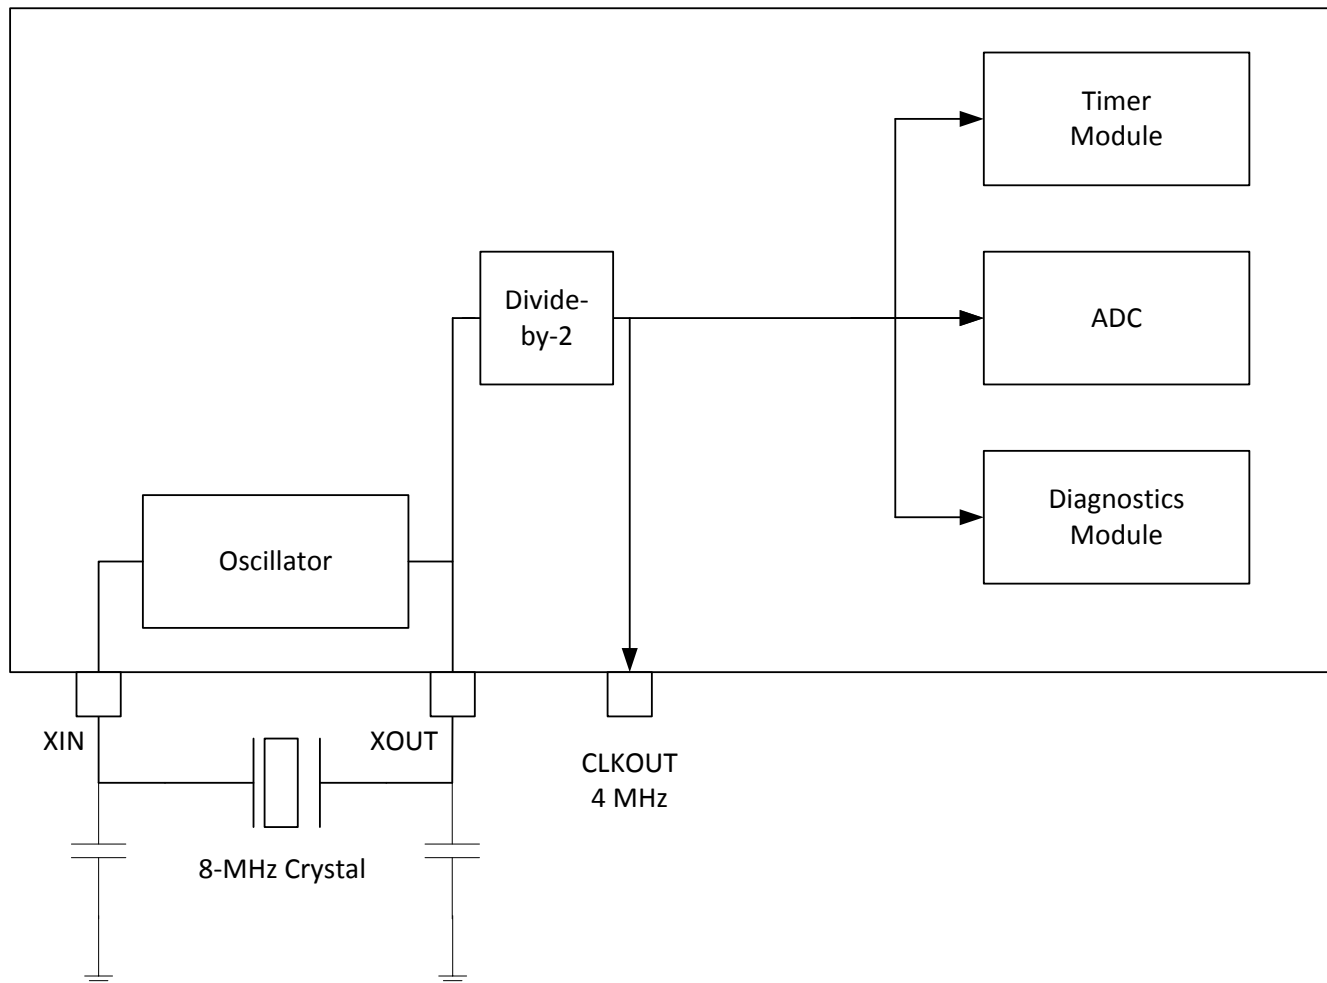 Timer
Module
Divide-
by-2
ADC
Diagnostics
Module
Oscillator
XIN
XOUT
CLKOUT
4 MHz
8-MHz Crystal